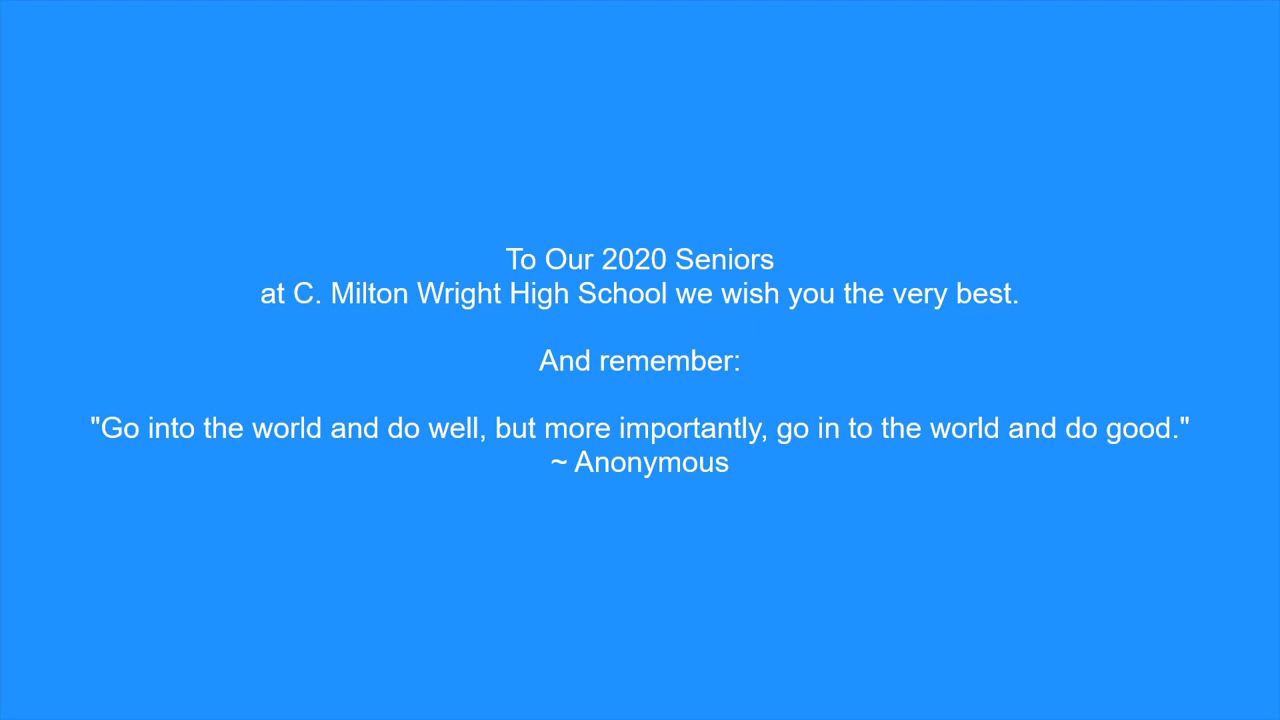 To Our 2020 Seniors
at C. Milton Wright High School we wish you the very best.
And remember:
"Go into the world and do well, but more importantly, go in to the world and do good."
~ Anonymous